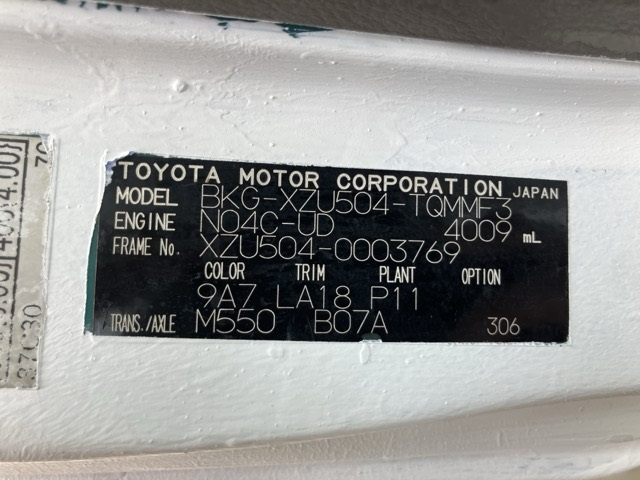 TOYOTA MOTOR CORPORATION JAPAN
MODEL BKG-XZU504-TQMMF3
ENGINE N04C-UD 4009 mL
FRAME No. XZU504-0003769
COLOR TRIM PLANT OPTION
9A7 LA18 P11
TRANS./AXLE M550 B07A 306